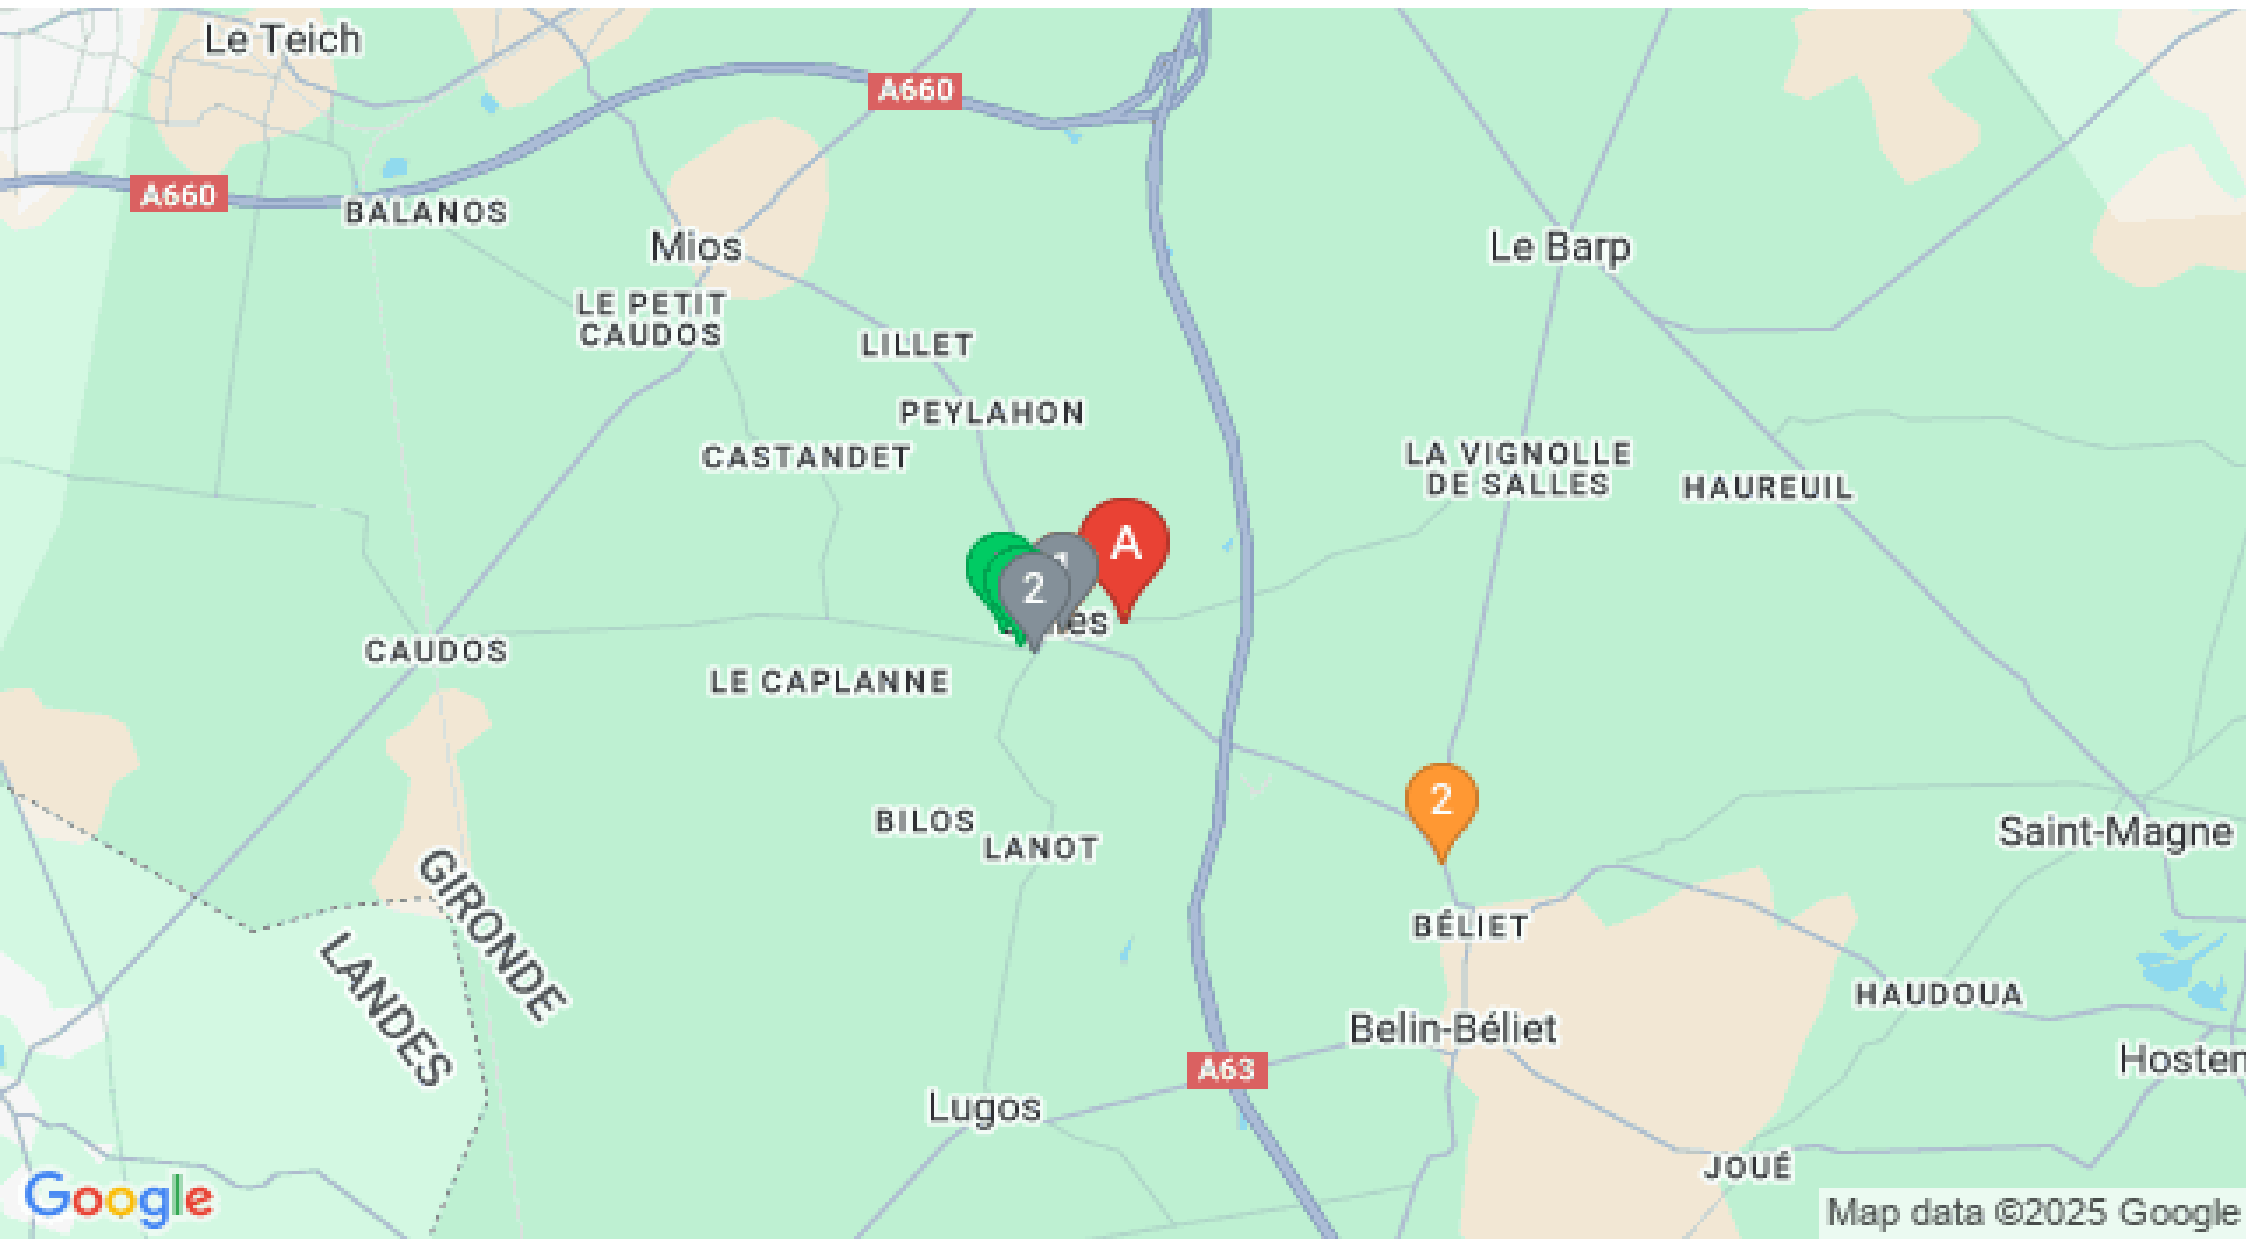 Le Teich
A660
A660
BALANOS
Mios
Le Barp
LE PETIT
CAUDOS
LILLET
PEYLAHON
CASTANDET
LA VIGNOLLE
DE SALLES
HAUREUIL
A
1
2
CAUDOS
LE CAPLANNE
2
BILOS
LANOT
Saint-Magne
GIRONDE
LANDES
BÉLIET
HAUDOUA
Belin-Béliet
Hosten
A63
Lugos
JOUÉ
Google
Map data ©2025 Google